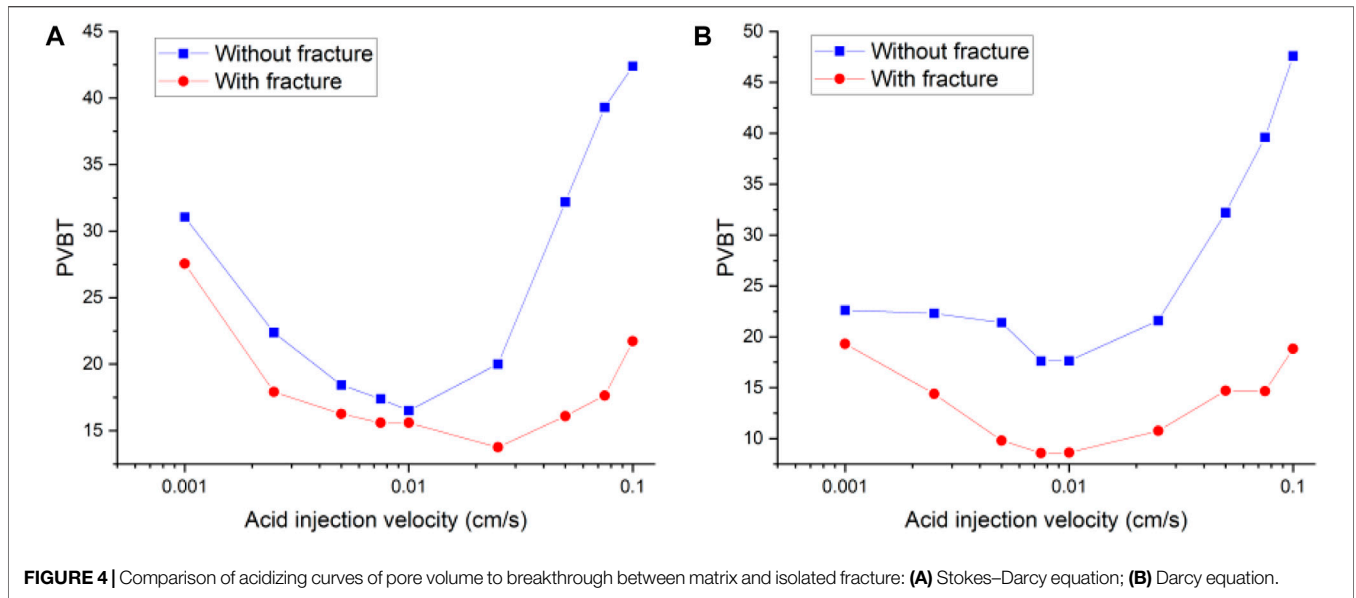 A
Without fracture
With fracture
45
40
35
30
25
20
15
PVBT
0.001
0.01
0.1
Acid injection velocity (cm/s)
B
Without fracture
With fracture
50
45
40
35
30
25
20
15
10
PVBT
0.001
0.01
0.1
Acid injection velocity (cm/s)
FIGURE 4 | Comparison of acidizing curves of pore volume to breakthrough between matrix and isolated fracture: (A) Stokes–Darcy equation; (B) Darcy equation.